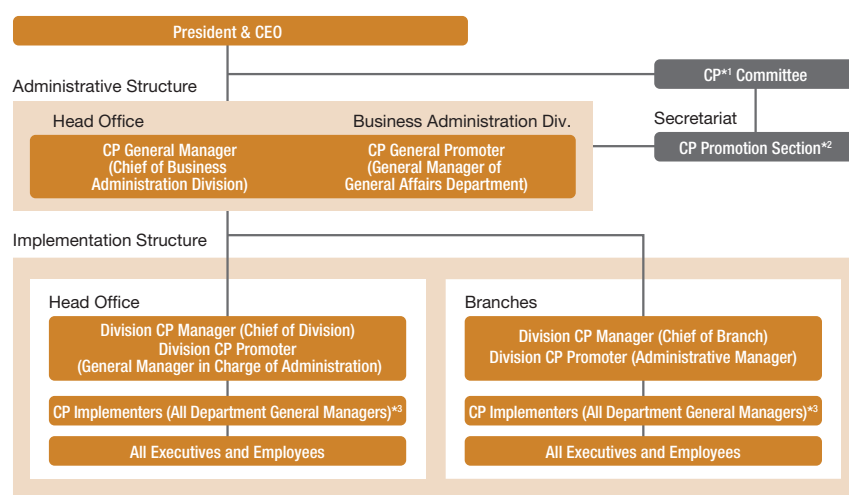 President & CEO
CP*1 Committee
Administrative Structure
Head Office
Business Administration Div.
Secretariat
CP General Manager
(Chief of Business
Administration Division)
CP General Promoter
(General Manager of
General Affairs Department)
CP Promotion Section*2
Implementation Structure
Head Office
Division CP Manager (Chief of Division)
Division CP Promoter
(General Manager in Charge of Administration)
CP Implementers (All Department General Managers)*3
All Executives and Employees
Branches
Division CP Manager (Chief of Branch)
Division CP Promoter (Administrative Manager)
CP Implementers (All Department General Managers)*3
All Executives and Employees